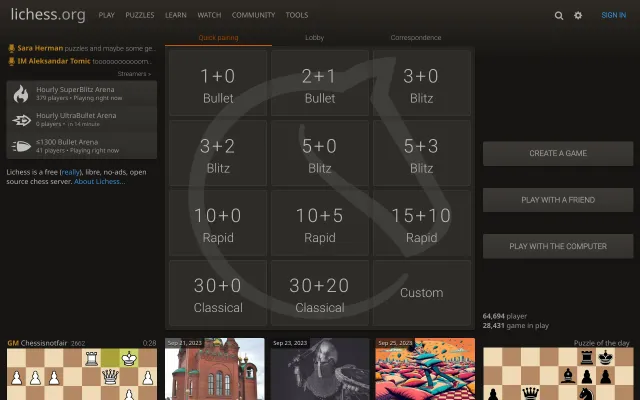 lichess.org PLAY PUZZLES LEARN WATCH COMMUNITY TOOLS SIGN IN
Sara Herman puzzles and maybe some ge..
IM Aleksandar Tomic
Streamers »
Hourly SuperBlitz Arena
379 players • Playing right now
Hourly UltraBullet Arena
0 players • in 14 minute
≤1300 Bullet Arena
41 players • Playing right now
Lichess is a free (really), libre, no-ads, open
source chess server. About Lichess...
Quick pairing Lobby Correspondence
1+0
Bullet
2+1
Bullet
3+0
Blitz
3+2
Blitz
5+0
Blitz
5+3
Blitz
10+0
Rapid
10+5
Rapid
15+10
Rapid
30+0
Classical
30+20
Classical
Custom
CREATE A GAME
PLAY WITH A FRIEND
PLAY WITH THE COMPUTER
64,694 player
28,431 game in play
GM Chessisnotfair 2662 0:28
Sep 21, 2023
Sep 23, 2023
Sep 25, 2023
Puzzle of the day